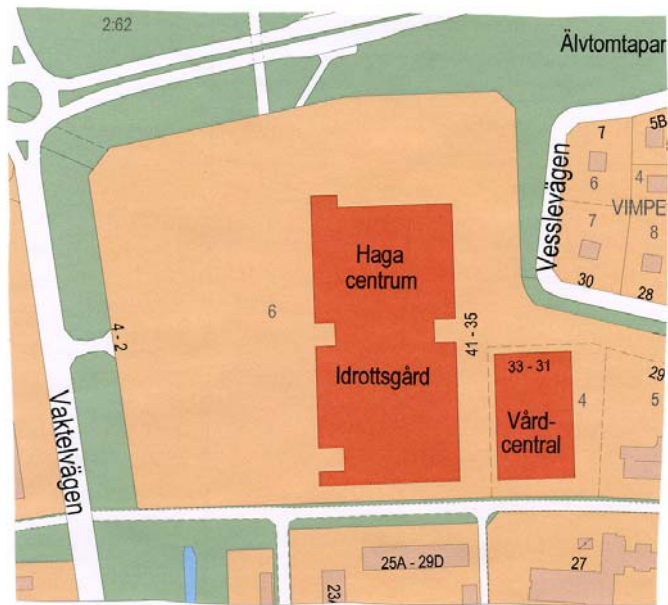 2:62
Älvtomtapar
5B
7
4
6
VIMPE
7
8
Vesslevägen
30
28
Haga
centrum
6
4 - 2
41 - 35
Idrottsgård
33 - 31
29
4
5
Vård-
central
Vaktelvägen
25A - 29D
27
23A